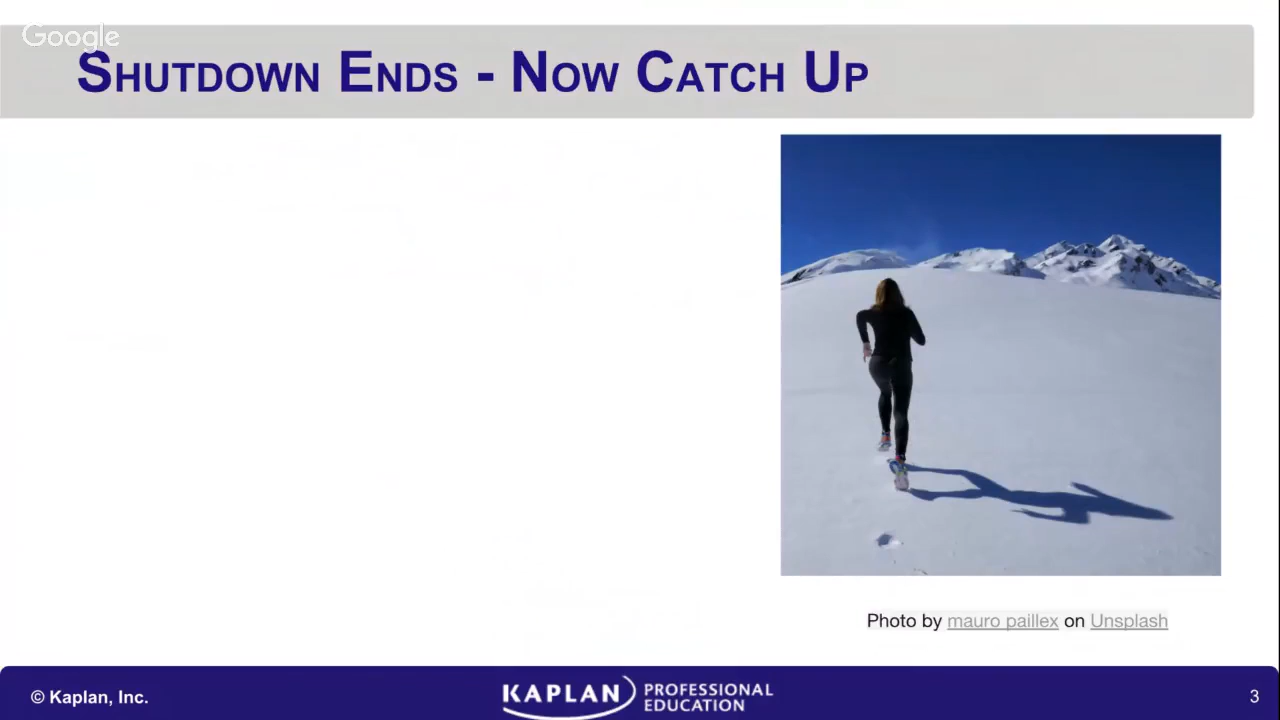 Google
Shutdown Ends - Now Catch Up
Photo by mauro paillex on Unsplash
© Kaplan, Inc.
KAPLAN PROFESSIONAL
EDUCATION
3